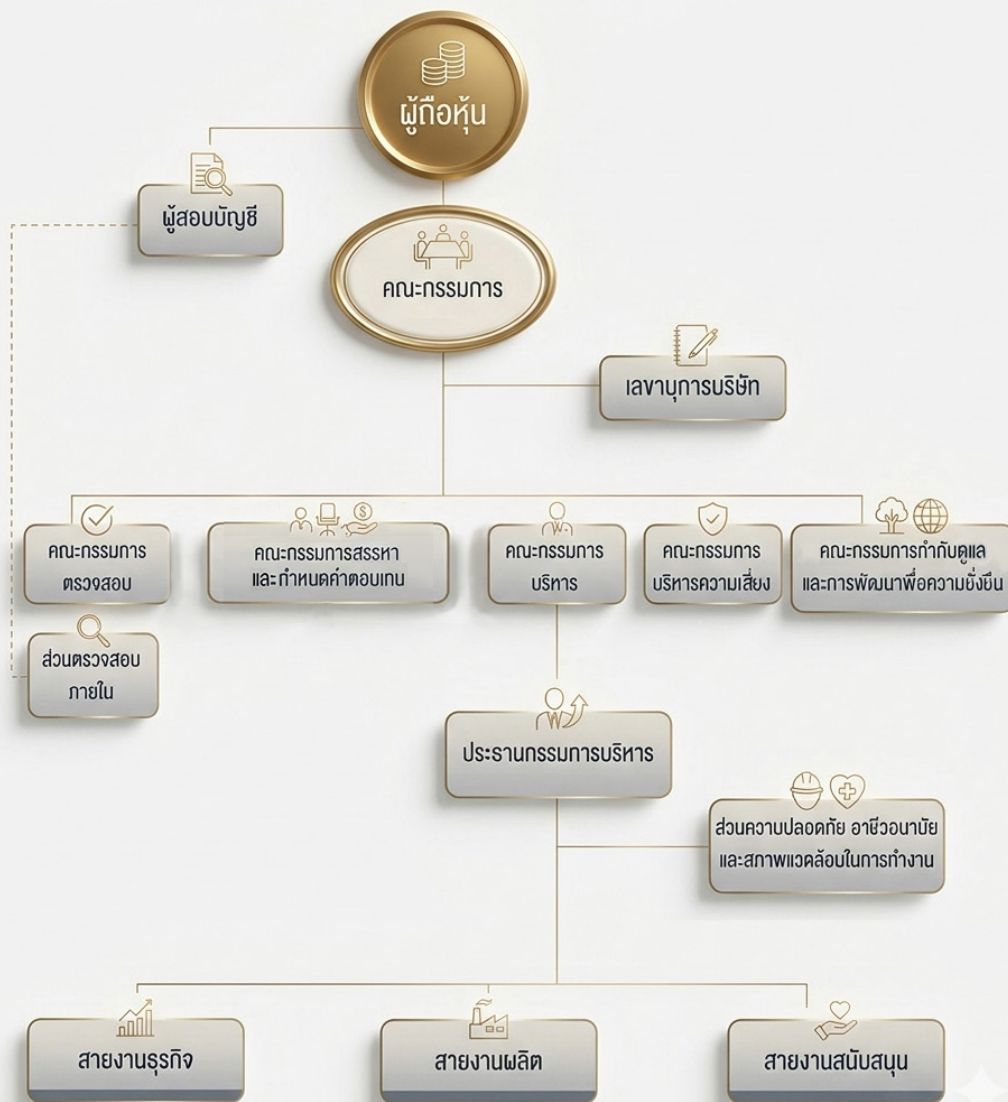 ผู้ถือหุ้น
ผู้สอบบัญชี
คณะกรรมการ
เลขานุการบริษัท
คณะกรรมการ
ตรวจสอบ
คณะกรรมการสรรหา
และกำหนดค่าตอบเทน
คณะกรรมการ
บริหาร
คณะกรรมการ
บริหารความเสี่ยง
คณะกรรมการกำกับดูแล
และการพัฒนาพื่อความยั่งยืน
ส่วนตรวจสอบ
ภายใน
ประธานกรรมการบริหาร
ส่วนความปลอดทัย อาชีวอนาบัย
และสภาพแวดล้อบในการทำงาน
สายงานธุรกิจ
สายงานผลิต
สายงานสนับสนุน